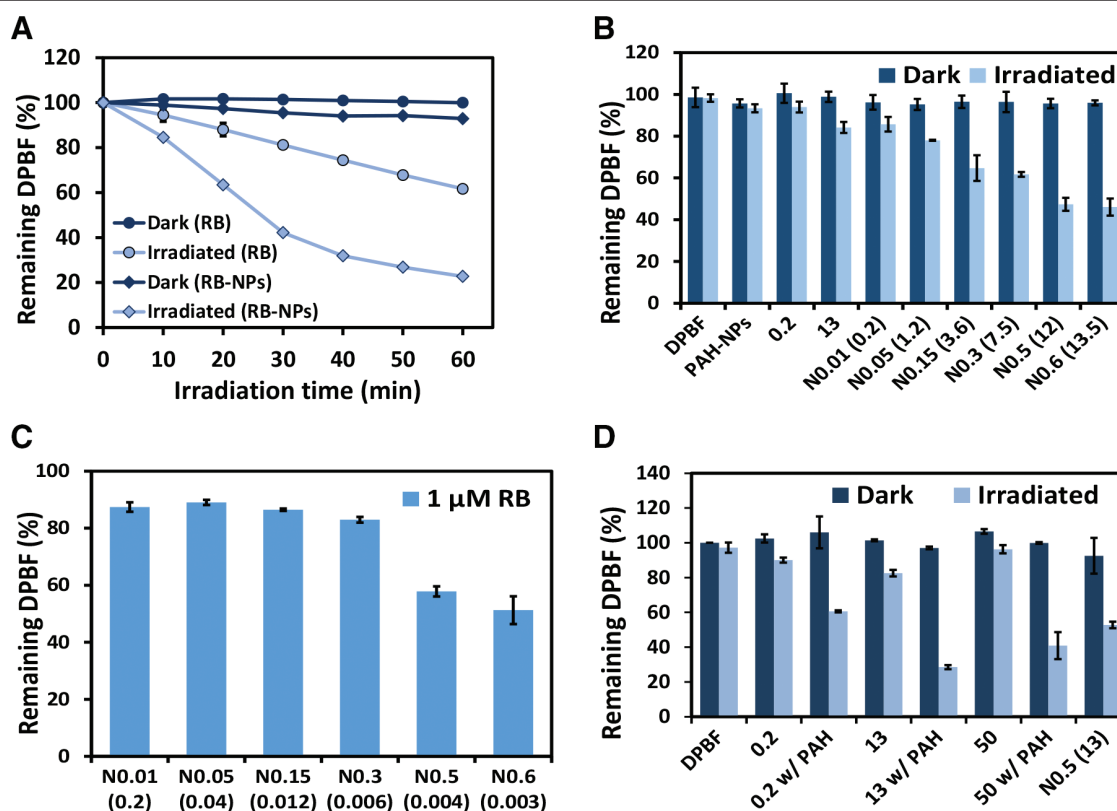 A
120
100
80
60
40
20
0
Remaining DPBF (%)
Dark (RB)
Irradiated (RB)
Dark (RB-NPs)
Irradiated (RB-NPs)
0 10 20 30 40 50 60
Irradiation time (min)
B
120
100
80
60
40
20
0
Remaining DPBF (%)
Dark Irradiated
DPBF
PAH-NPs
0.2
13
N0.01 (0.2)
N0.05 (1.2)
N0.15 (3.6)
N0.3 (7.5)
N0.5 (12)
N0.6 (13.5)
C
100
80
60
40
20
0
Remaining DPBF (%)
1 µM RB
N0.01 N0.05 N0.15 N0.3 N0.5 N0.6
(0.2) (0.04) (0.012) (0.006) (0.004) (0.003)
D
140
120
100
80
60
40
20
0
Remaining DPBF (%)
Dark Irradiated
DPBF
0.2
0.2 w/ PAH
13
13 w/ PAH
50
50 w/ PAH
N0.5 (13)